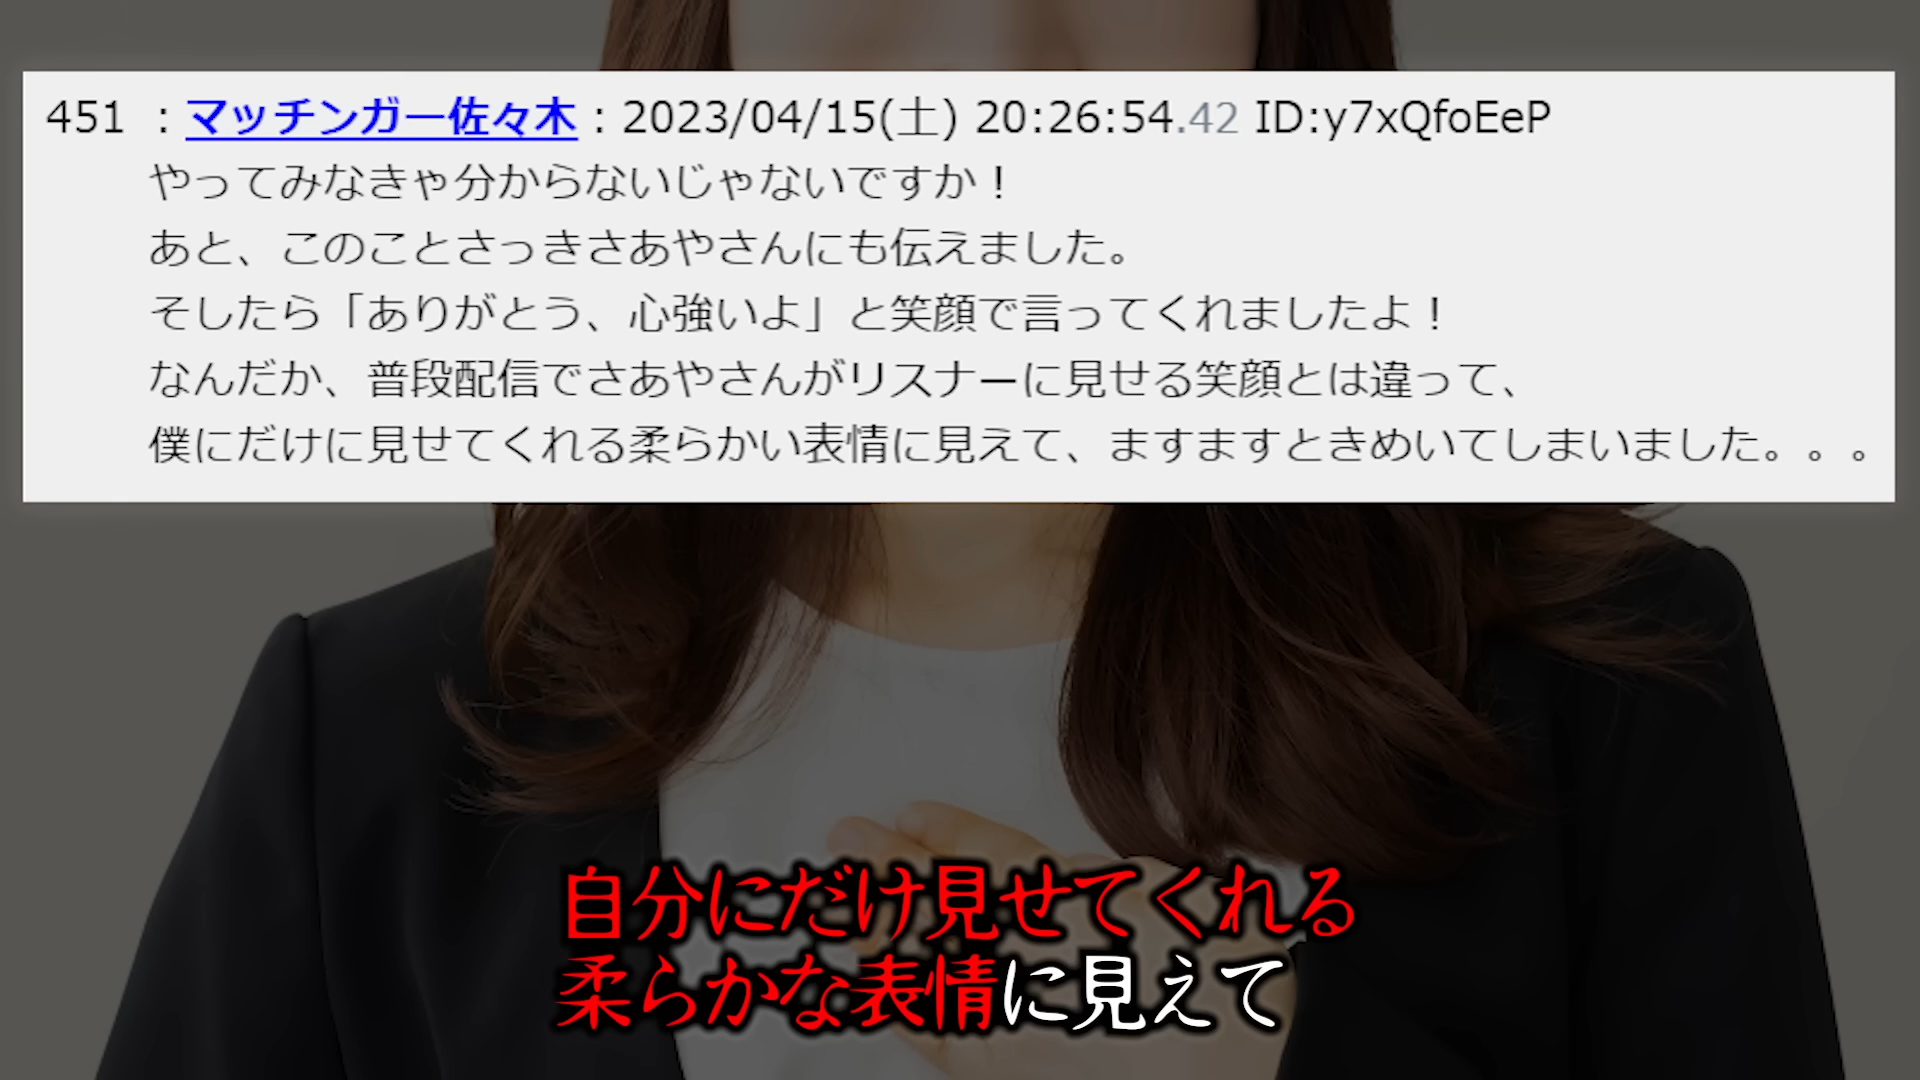 451 ：マッチンガー佐々木：2023/04/15(土) 20:26:54.42 ID:y7xQfoEeP
やってみなきゃ分からないじゃないですか！
あと、このことさっきさあやさんにも伝えました。
そしたら「ありがとう、心強いよ」と笑顔で言ってくれましたよ！
なんだか、普段配信でさあやさんがリスナーに見せる笑顔とは違って、
僕にだけに見せてくれる柔らかい表情に見えて、ますますときめいてしまいました。。。
自分にだけ見せてくれる
柔らかな表情に見えて